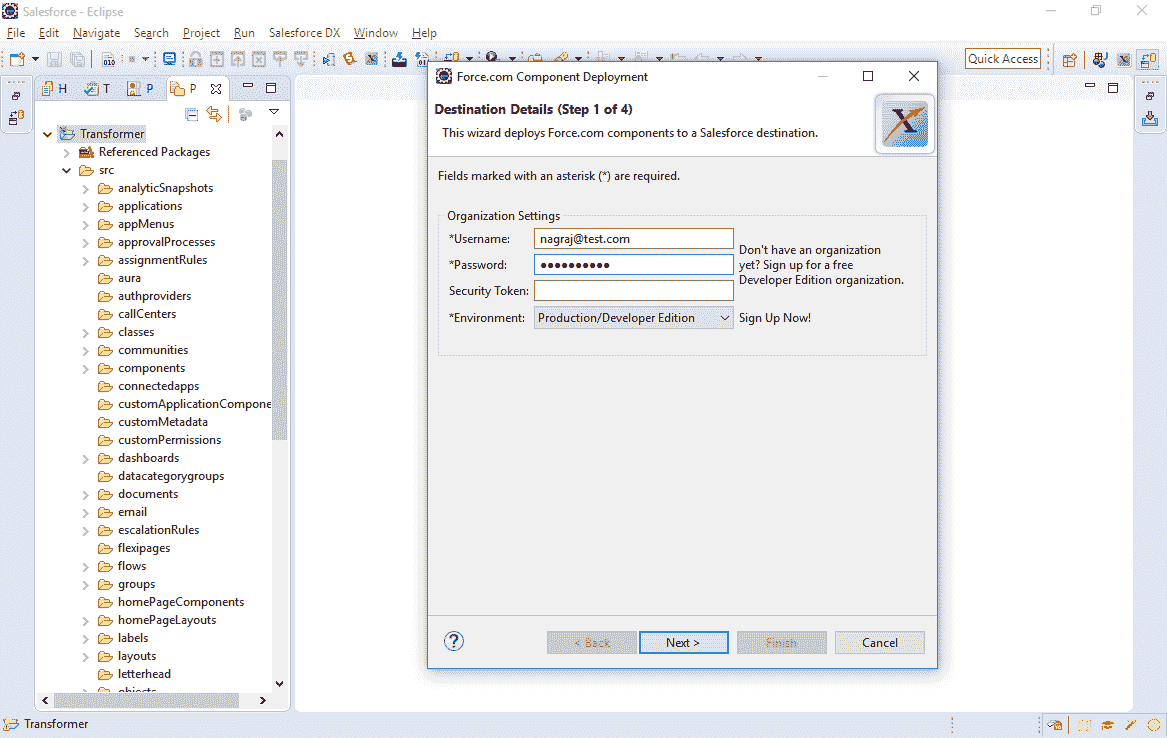 Salesforce - Eclipse
File Edit Navigate Search Project Run Salesforce DX Window Help
Quick Access
H T P P
Transformer
Referenced Packages
src
analyticSnapshots
applications
appMenus
approvalProcesses
assignmentRules
aura
authproviders
callCenters
classes
communities
components
connectedapps
customApplicationCompone
customMetadata
customPermissions
dashboards
datacategorygroups
documents
email
escalationRules
flexipages
flows
groups
homePageComponents
homePageLayouts
labels
layouts
letterhead
objects
Transformer
Force.com Component Deployment
Destination Details (Step 1 of 4)
This wizard deploys Force.com components to a Salesforce destination.
Fields marked with an asterisk (*) are required.
Organization Settings
*Username: nagraj@test.com
*Password: ●●●●●●●●●●
Security Token:
*Environment: Production/Developer Edition
Don't have an organization
yet? Sign up for a free
Developer Edition organization.
Sign Up Now!
? < Back Next > Finish Cancel